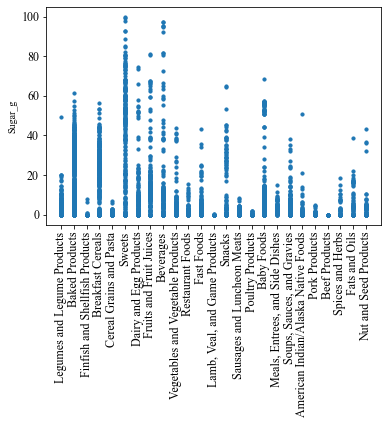 100
80
60
40
20
0
Sugar_g
Legumes and Legume Products
Baked Products
Finfish and Shellfish Products
Breakfast Cereals
Cereal Grains and Pasta
Sweets
Dairy and Egg Products
Fruits and Fruit Juices
Beverages
Vegetables and Vegetable Products
Restaurant Foods
Fast Foods
Lamb, Veal, and Game Products
Snacks
Sausages and Luncheon Meats
Poultry Products
Baby Foods
Meals, Entrees, and Side Dishes
Soups, Sauces, and Gravies
American Indian/Alaska Native Foods
Pork Products
Beef Products
Spices and Herbs
Fats and Oils
Nut and Seed Products